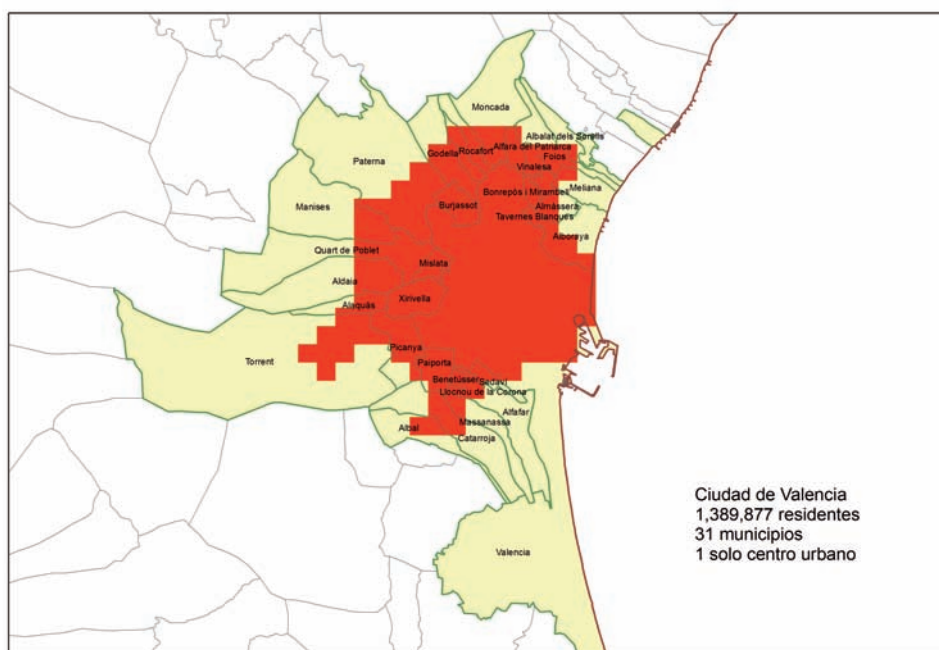 Moncada
Albalat dels Sorells
Godella
Rocafort
Alfara del Patriarca
Foios
Paterna
Vinalesa
Meliana
Bonrepòs i Mirambell
Manises
Burjassot
Almàssera
Tavernes Blanques
Alboraya
Quart de Poblet
Mislata
Aldaia
Xirivella
Alaquàs
Picanya
Torrent
Paiporta
Benetússer
Sedaví
Llocnou de la Corona
Alfafar
Massanassa
Albal
Catarroja
Valencia
Ciudad de Valencia
1,389,877 residentes
31 municipios
1 solo centro urbano